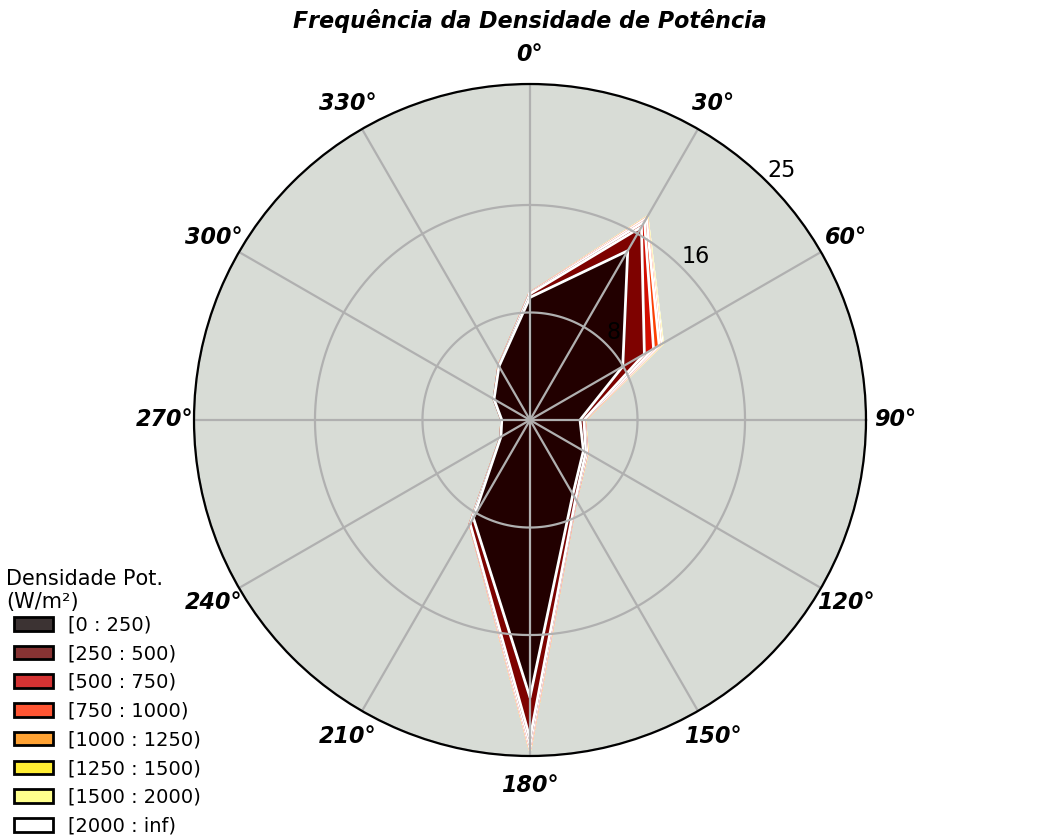 Frequência da Densidade de Potência
0°
30°
60°
90°
120°
150°
180°
210°
240°
270°
300°
330°
8
16
25
Densidade Pot.
(W/m²)
[0 : 250)
[250 : 500)
[500 : 750)
[750 : 1000)
[1000 : 1250)
[1250 : 1500)
[1500 : 2000)
[2000 : inf)